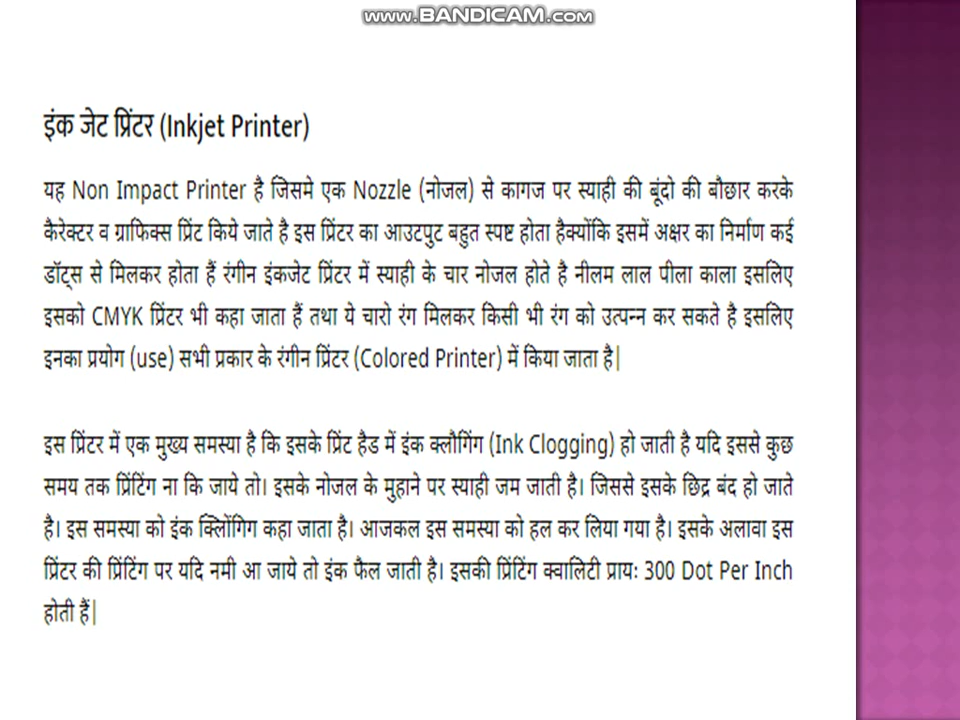 www.BANDICAM.com
इंक जेट प्रिंटर (Inkjet Printer)
यह Non Impact Printer है जिसमे एक Nozzle (नोजल) से कागज पर स्याही की बूंदो की बौछार करके
कैरेक्टर व ग्राफिक्स प्रिंट किये जाते है इस प्रिंटर का आउटपुट बहुत स्पष्ट होता हैक्योंकि इसमें अक्षर का निर्माण कई
डॉट्स से मिलकर होता हैं रंगीन इंकजेट प्रिंटर में स्याही के चार नोजल होते है नीलम लाल पीला काला इसलिए
इसको CMYK प्रिंटर भी कहा जाता हैं तथा ये चारो रंग मिलकर किसी भी रंग को उत्पन्न कर सकते है इसलिए
इनका प्रयोग (use) सभी प्रकार के रंगीन प्रिंटर (Colored Printer) में किया जाता है|
इस प्रिंटर में एक मुख्य समस्या है कि इसके प्रिंट हैड में इंक क्लौगिंग (Ink Clogging) हो जाती है यदि इससे कुछ
समय तक प्रिंटिंग ना कि जाये तो। इसके नोजल के मुहाने पर स्याही जम जाती है। जिससे इसके छिद्र बंद हो जाते
है। इस समस्या को इंक क्लिोंगिग कहा जाता है। आजकल इस समस्या को हल कर लिया गया है। इसके अलावा इस
प्रिंटर की प्रिंटिंग पर यदि नमी आ जाये तो इंक फैल जाती है। इसकी प्रिंटिंग क्वालिटी प्रायः 300 Dot Per Inch
होती हैं|